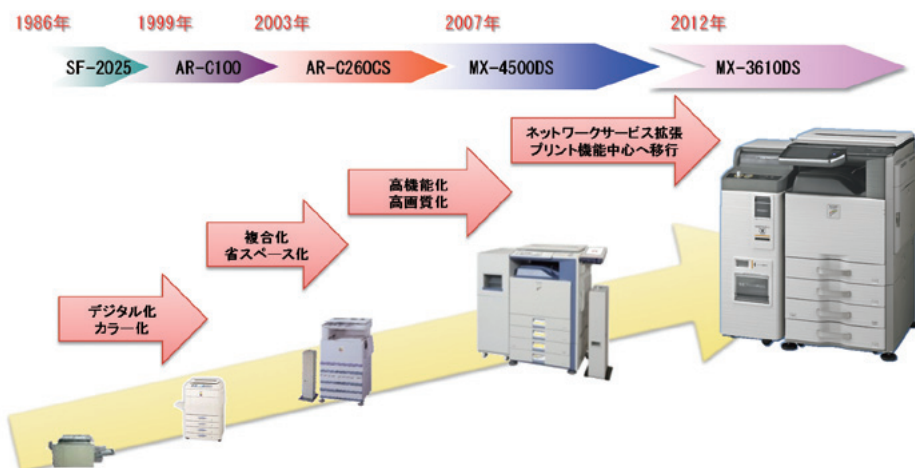 1986年
1999年
2003年
2007年
2012年
SF-2025
AR-C100
AR-C260CS
MX-4500DS
MX-3610DS
ネットワークサービス拡張
プリント機能中心へ移行
高機能化
高画質化
複合化
省スペース化
デジタル化
カラー化